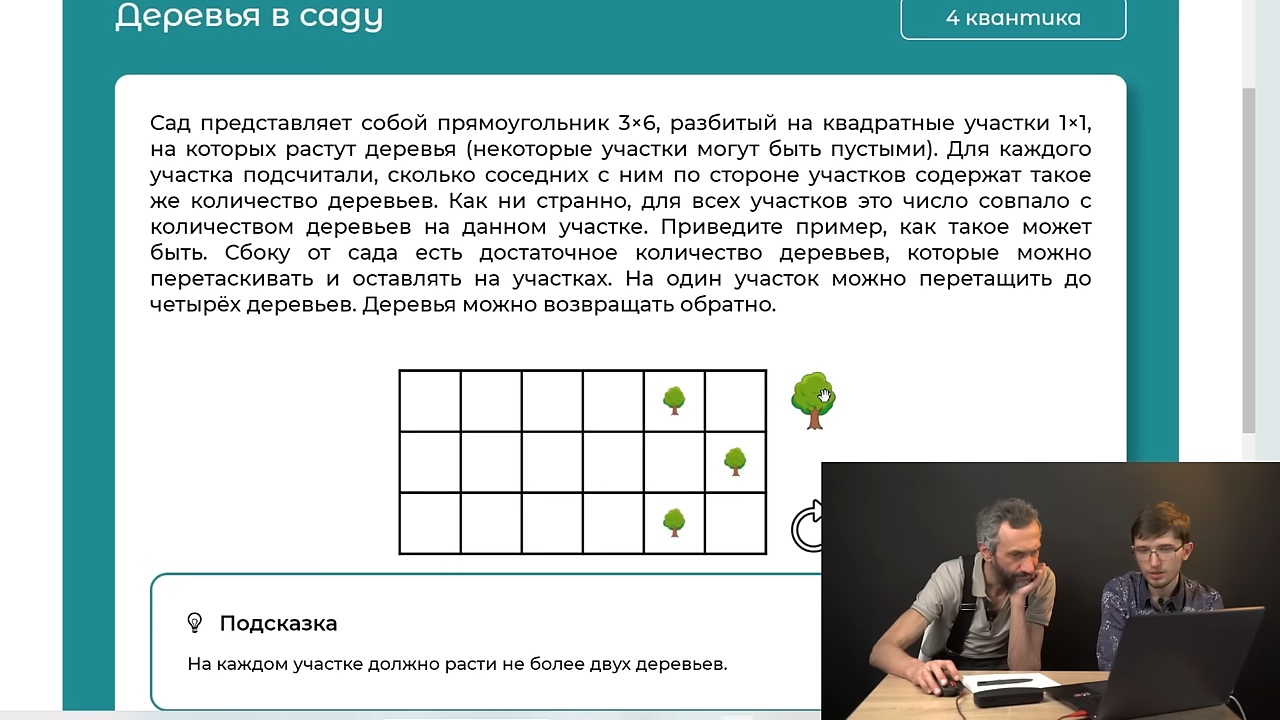 Деревья в саду
4 квантика
Сад представляет собой прямоугольник 3×6, разбитый на квадратные участки 1×1,
на которых растут деревья (некоторые участки могут быть пустыми). Для каждого
участка подсчитали, сколько соседних с ним по стороне участков содержат такое
же количество деревьев. Как ни странно, для всех участков это число совпало с
количеством деревьев на данном участке. Приведите пример, как такое может
быть. Сбоку от сада есть достаточное количество деревьев, которые можно
перетаскивать и оставлять на участках. На один участок можно перетащить до
четырёх деревьев. Деревья можно возвращать обратно.
Подсказка
На каждом участке должно расти не более двух деревьев.